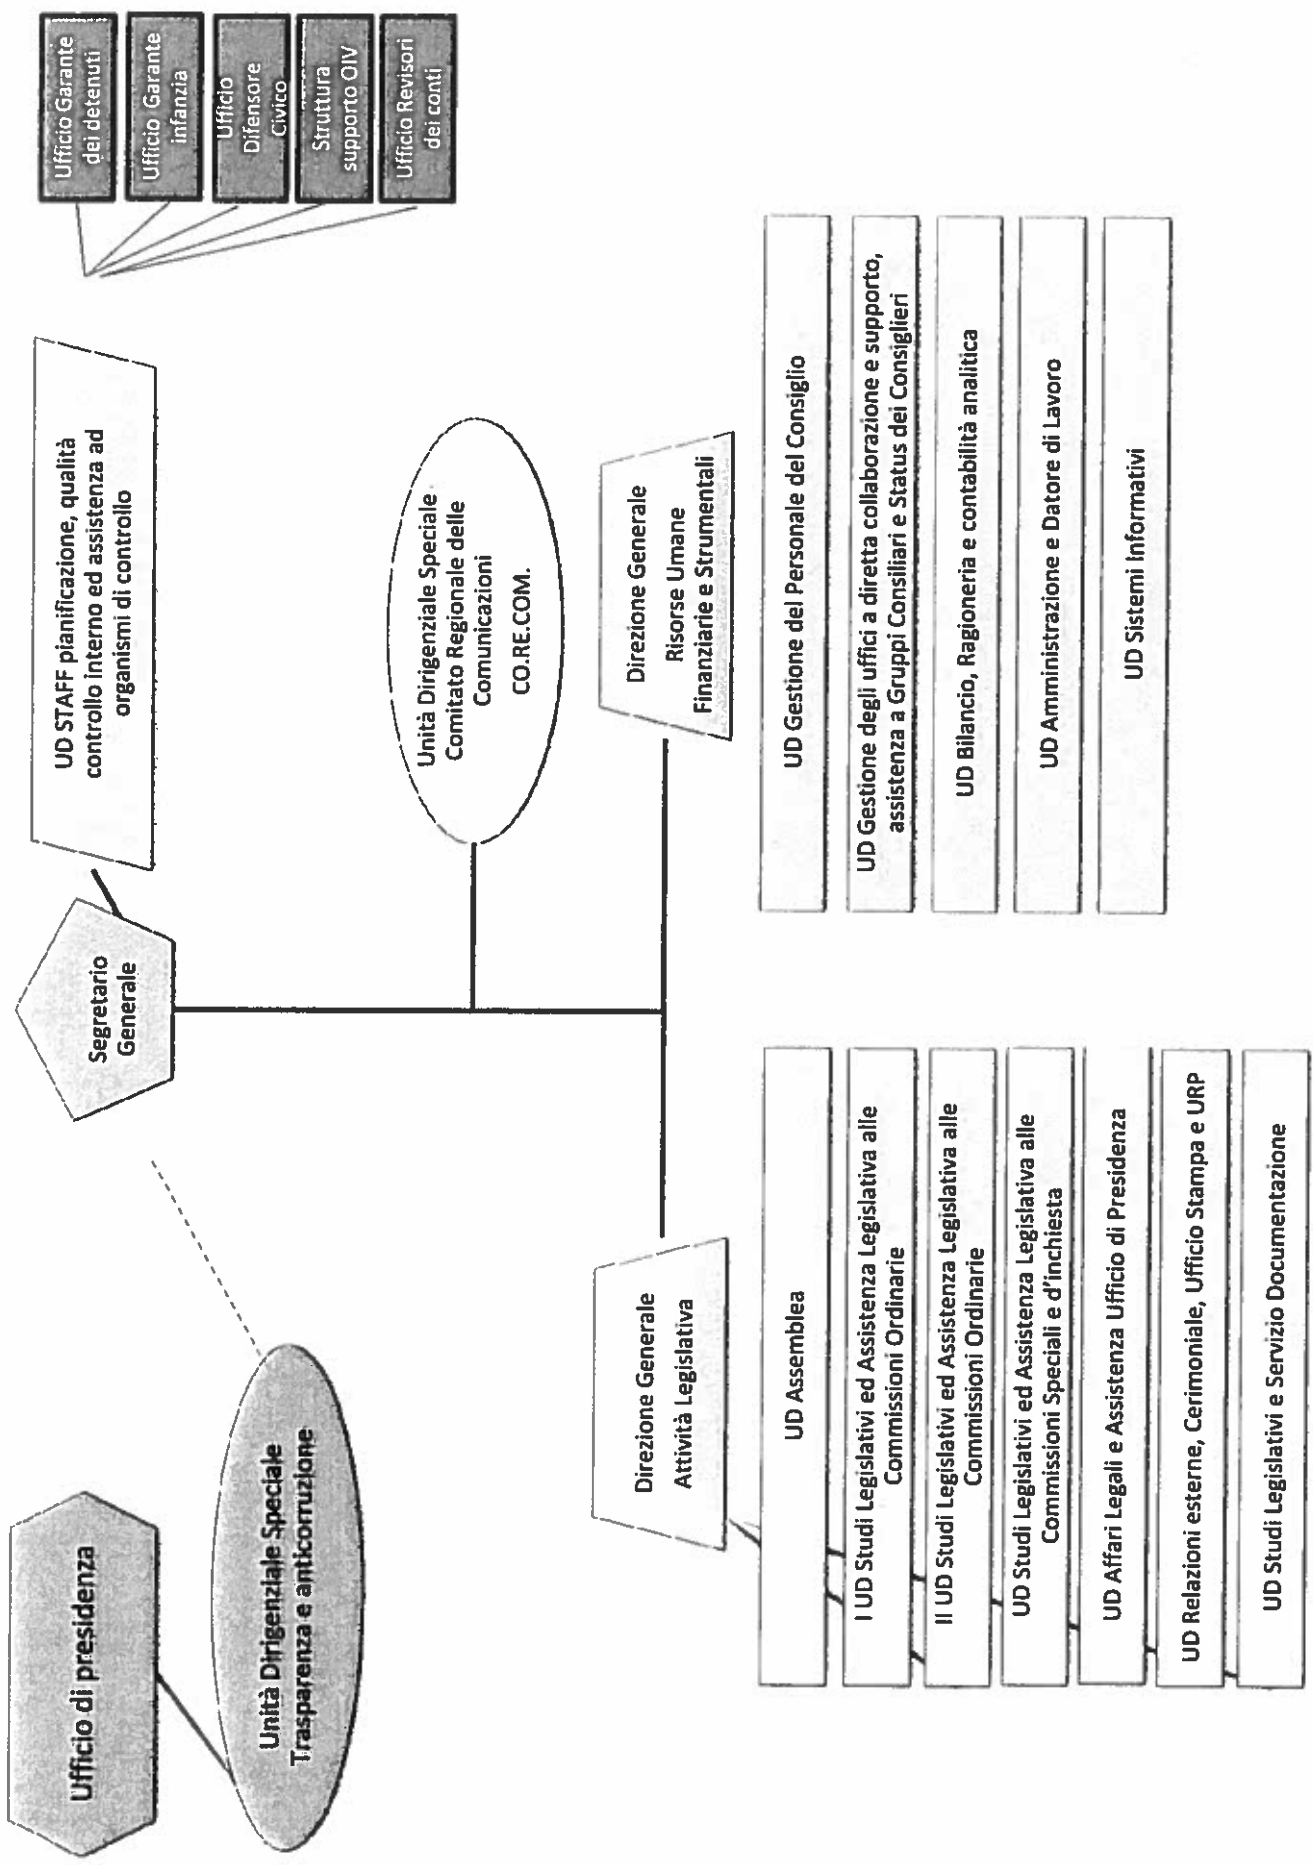 Ufficio di presidenza
Unità Dirigenziale Speciale
Trasparenza e anticorruzione
Segretario
Generale
UD STAFF pianificazione, qualità
controllo interno ed assistenza ad
organismi di controllo
Ufficio Garante
dei detenuti
Ufficio Garante
infanzia
Ufficio
Difensore
Civico
Struttura
supporto OIV
Ufficio Revisori
dei conti
Unità Dirigenziale Speciale
Comitato Regionale delle
Comunicazioni
CO.RE.COM.
Direzione Generale
Attività Legislativa
Direzione Generale
Risorse Umane
Finanziarie e Strumentali
UD Assemblea
I UD Studi Legislativi ed Assistenza Legislativa alle
Commissioni Ordinarie
II UD Studi Legislativi ed Assistenza Legislativa alle
Commissioni Ordinarie
UD Studi Legislativi ed Assistenza Legislativa alle
Commissioni Speciali e d'inchiesta
UD Affari Legali e Assistenza Ufficio di Presidenza
UD Relazioni esterne, Cerimoniale, Ufficio Stampa e URP
UD Studi Legislativi e Servizio Documentazione
UD Gestione del Personale del Consiglio
UD Gestione degli uffici a diretta collaborazione e supporto,
assistenza a Gruppi Consiliari e Status dei Consiglieri
UD Bilancio, Ragioneria e contabilità analitica
UD Amministrazione e Datore di Lavoro
UD Sistemi Informativi